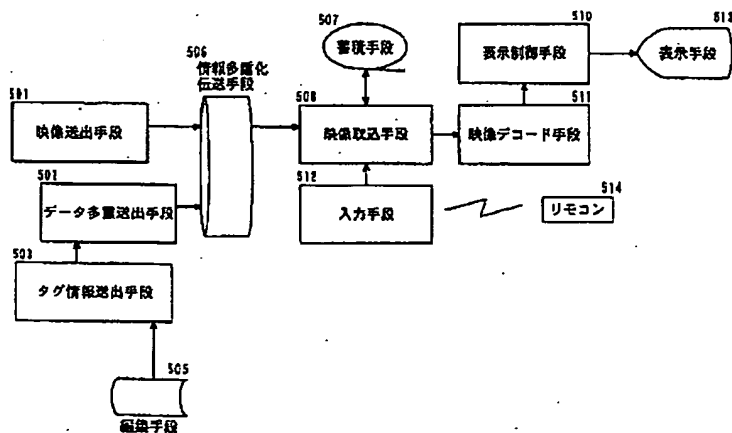 510
507
513
蓄積手段
表示制御手段
表示手段
506
情報多重化
伝送手段
508
511
501
映像送出手段
映像取込手段
映像デコード手段
502
512
514
データ多重送出手段
入力手段
リモコン
503
タグ情報送出手段
505
編集手段